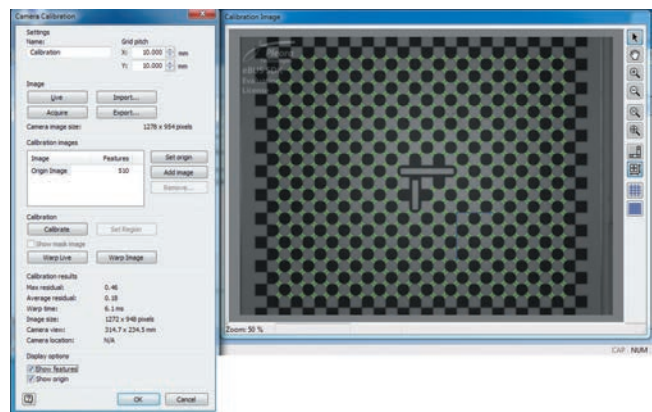 Camera Calibration
Settings
Name: Grid pitch
Calibration X: 10.000 mm
Y: 10.000 mm
Image
Live Import...
Acquire Export...
Camera image size: 1278 x 954 pixels
Calibration images
Image Features Set origin
Origin Image 510 Add image
Remove...
Calibration
Calibrate Set Region
Show mask image
Warp Live Warp Image
Calibration results
Max residual: 0.46
Average residual: 0.18
Warp time: 6.1 ms
Image size: 1272 x 948 pixels
Camera view: 314.7 x 234.5 mm
Camera location: N/A
Display options
Show features
Show origin
OK Cancel
Calibration Image
Pleora
eBUS SDK
Zoom: 50 %
CAP NUM